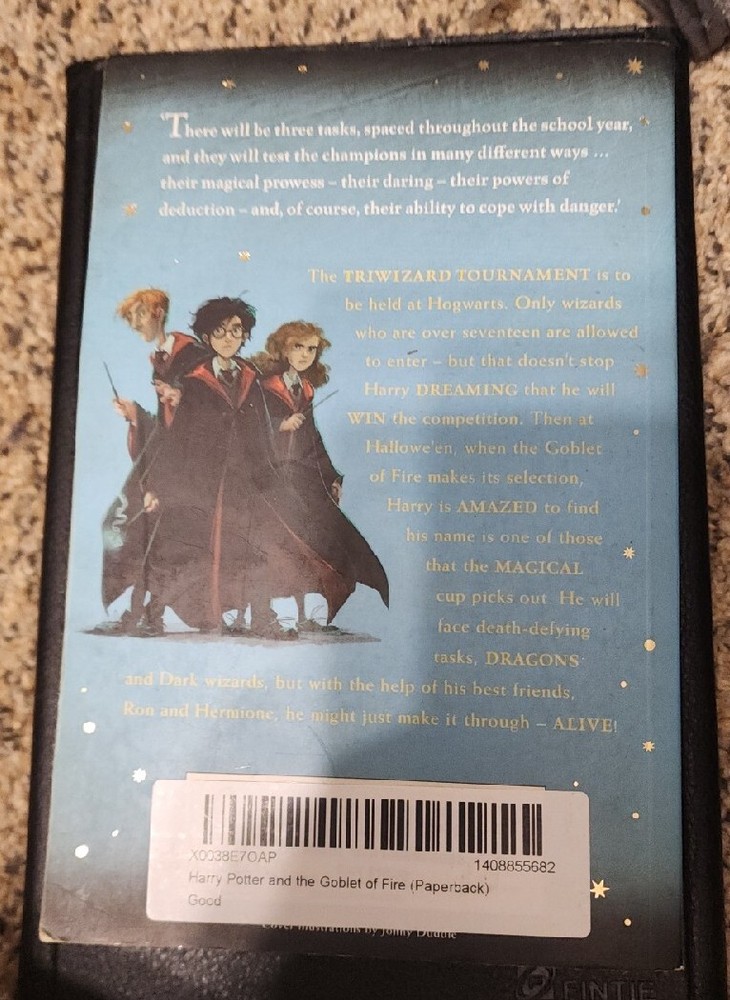 'There will be three tasks, spaced throughout the school year,
and they will test the champions in many different ways ...
their magical prowess – their daring – their powers of
deduction – and, of course, their ability to cope with danger.'
The TRIWIZARD TOURNAMENT is to
be held at Hogwarts. Only wizards
who are over seventeen are allowed
to enter – but that doesn't stop
Harry DREAMING that he will
WIN the competition. Then at
Hallowe'en, when the Goblet
of Fire makes its selection,
Harry is AMAZED to find
his name is one of those
that the MAGICAL
cup picks out. He will
face death-defying
tasks, DRAGONS
and Dark wizards, but with the help of his best friends,
Ron and Hermione, he might just make it through – ALIVE!
X0038E7OAP
1408855682
Harry Potter and the Goblet of Fire (Paperback)
Good
Cover illustrations by Jonny Duddle
FINTIE